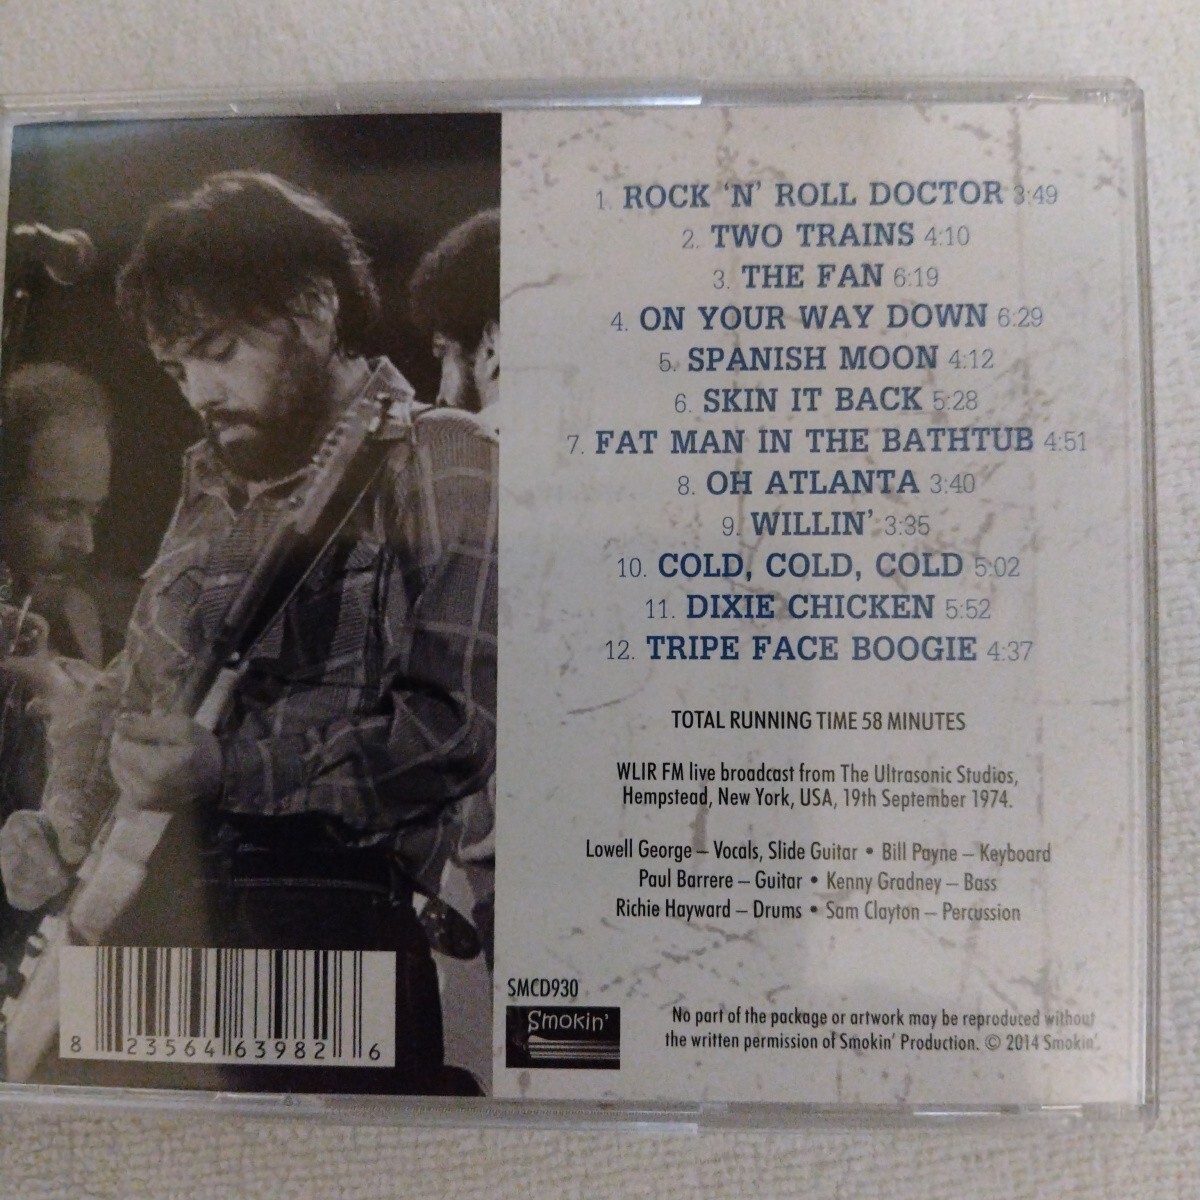 1. ROCK ‘N’ ROLL DOCTOR 3:49
2. TWO TRAINS 4:10
3. THE FAN 6:19
4. ON YOUR WAY DOWN 6:29
5. SPANISH MOON 4:12
6. SKIN IT BACK 5:28
7. FAT MAN IN THE BATHTUB 4:51
8. OH ATLANTA 3:40
9. WILLIN’ 3:35
10. COLD, COLD, COLD 5:02
11. DIXIE CHICKEN 5:52
12. TRIPE FACE BOOGIE 4:37
TOTAL RUNNING TIME 58 MINUTES
WLIR FM live broadcast from The Ultrasonic Studios,
Hempstead, New York, USA, 19th September 1974.
Lowell George – Vocals, Slide Guitar • Bill Payne – Keyboard
Paul Barrere – Guitar • Kenny Gradney – Bass
Richie Hayward – Drums • Sam Clayton – Percussion
SMCD930
Smokin’
No part of the package or artwork may be reproduced without
the written permission of Smokin’ Production. © 2014 Smokin’.
8 23564 63982 6